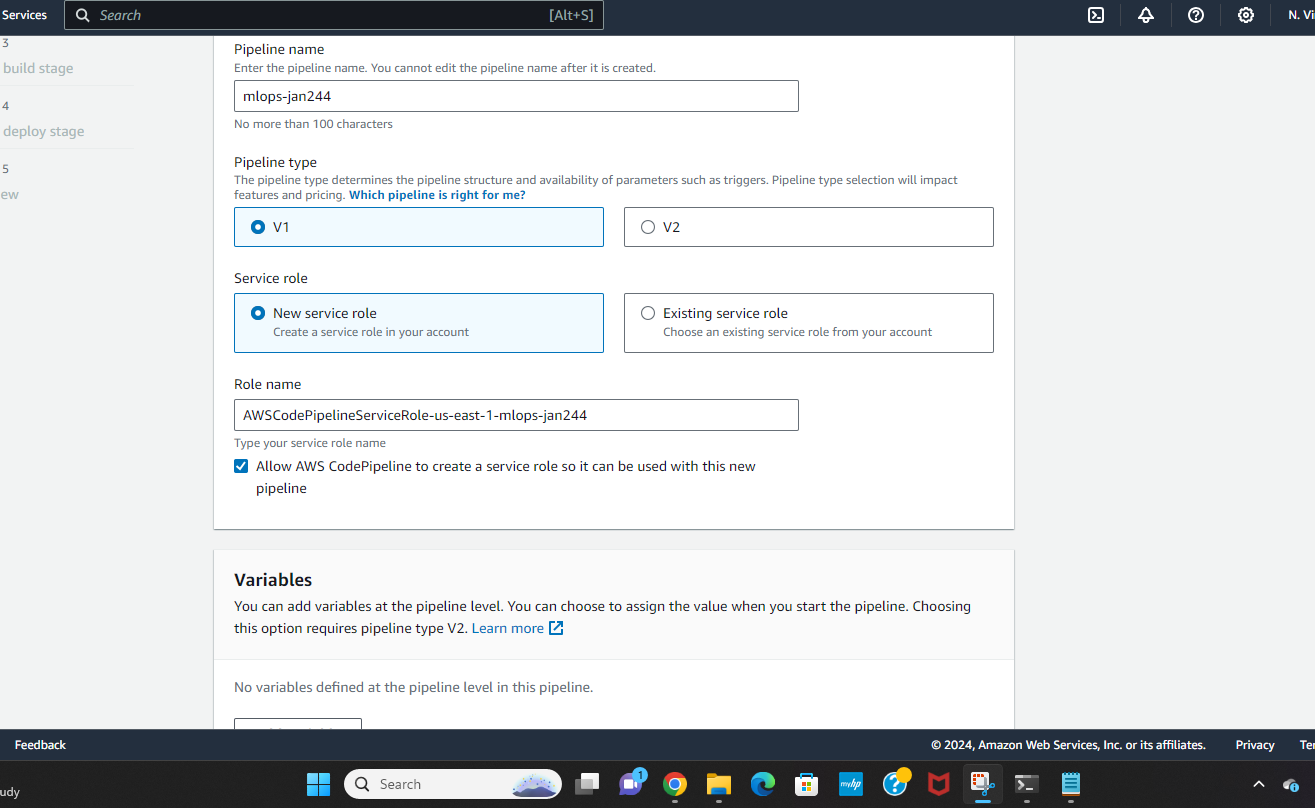 Services
Search
[Alt+S]
N. Vi
3
build stage
4
deploy stage
5
ew
Pipeline name
Enter the pipeline name. You cannot edit the pipeline name after it is created.
mlops-jan244
No more than 100 characters
Pipeline type
The pipeline type determines the pipeline structure and availability of parameters such as triggers. Pipeline type selection will impact
features and pricing. Which pipeline is right for me?
V1
V2
Service role
New service role
Create a service role in your account
Existing service role
Choose an existing service role from your account
Role name
AWSCodePipelineServiceRole-us-east-1-mlops-jan244
Type your service role name
Allow AWS CodePipeline to create a service role so it can be used with this new
pipeline
Variables
You can add variables at the pipeline level. You can choose to assign the value when you start the pipeline. Choosing
this option requires pipeline type V2. Learn more
No variables defined at the pipeline level in this pipeline.
Feedback
© 2024, Amazon Web Services, Inc. or its affiliates.
Privacy
Te
udy
Search
1
myhp